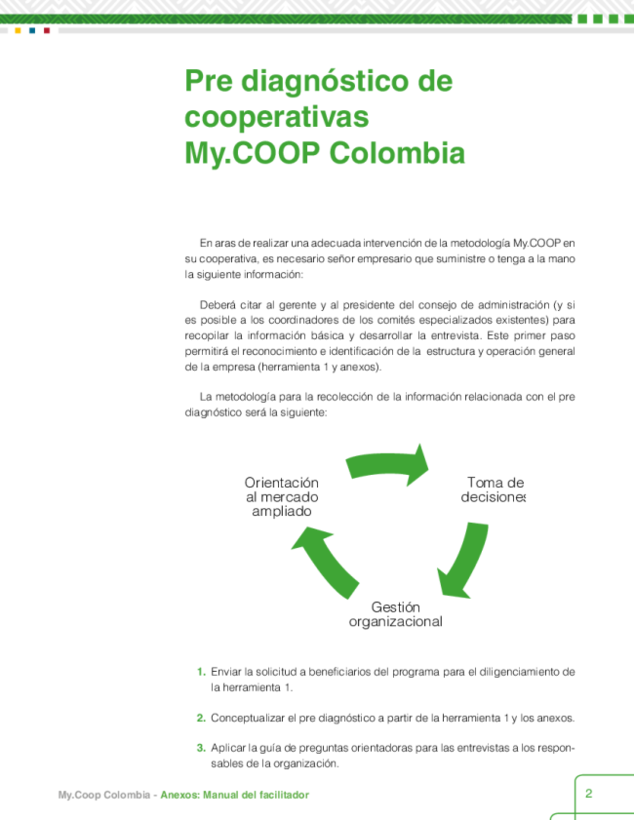 Pre diagnóstico de
cooperativas
My.COOP Colombia
En aras de realizar una adecuada intervención de la metodología My.COOP en
su cooperativa, es necesario señor empresario que suministre o tenga a la mano
la siguiente información:
Deberá citar al gerente y al presidente del consejo de administración (y si
es posible a los coordinadores de los comités especializados existentes) para
recopilar la información básica y desarrollar la entrevista. Este primer paso
permitirá el reconocimiento e identificación de la estructura y operación general
de la empresa (herramienta 1 y anexos).
La metodología para la recolección de la información relacionada con el pre
diagnóstico será la siguiente:
Orientación
al mercado
ampliado
Toma de
decisiones
Gestión
organizacional
1. Enviar la solicitud a beneficiarios del programa para el diligenciamiento de
la herramienta 1.
2. Conceptualizar el pre diagnóstico a partir de la herramienta 1 y los anexos.
3. Aplicar la guía de preguntas orientadoras para las entrevistas a los respon-
sables de la organización.
My.Coop Colombia - Anexos: Manual del facilitador
2